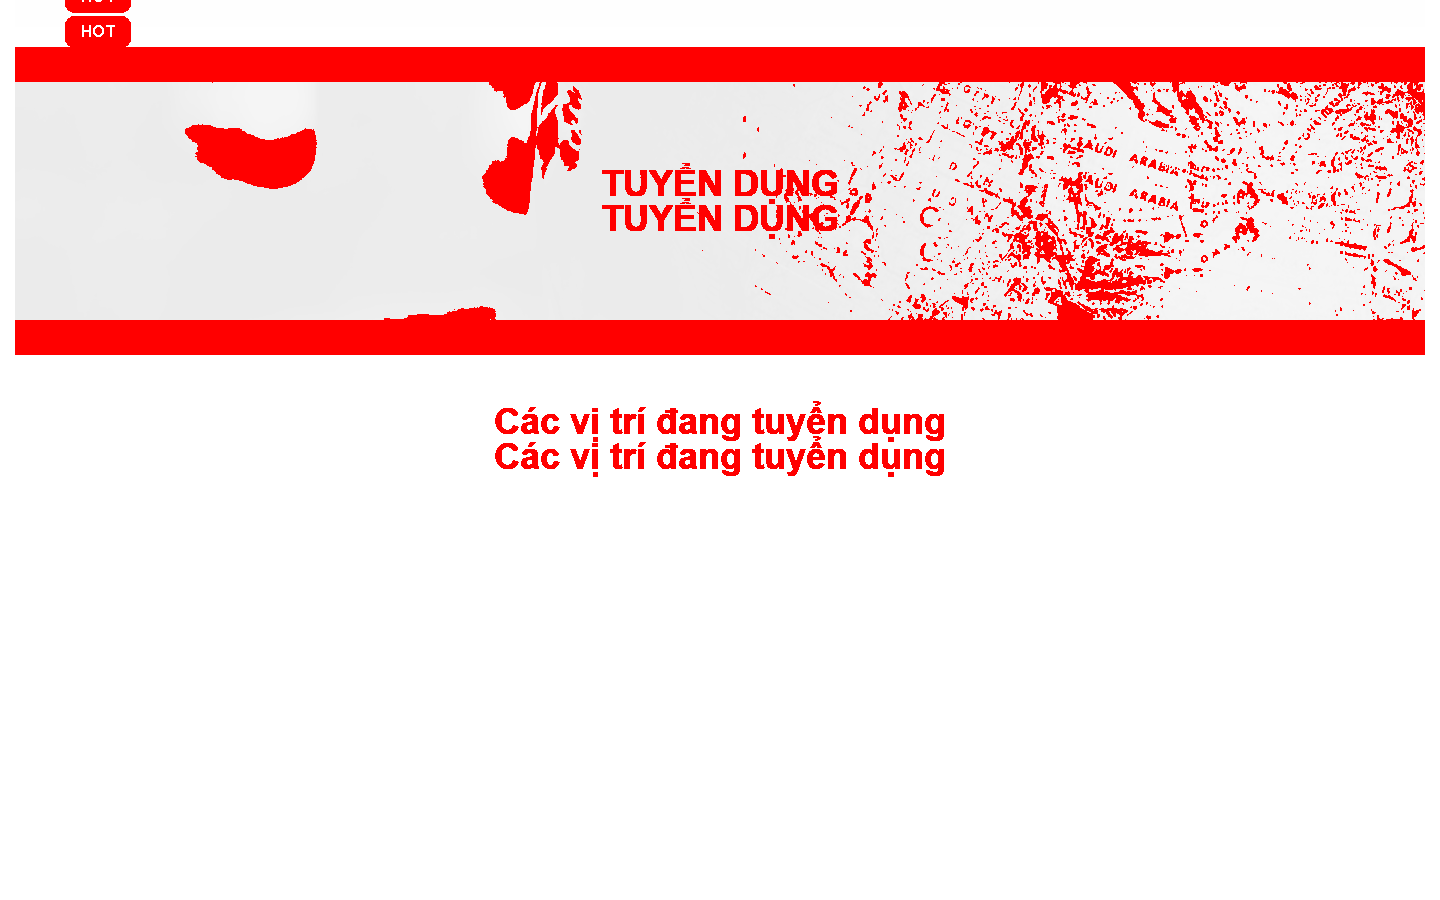 HOT
HOT
TUYỂN DỤNG
TUYỂN DỤNG
SAUDI ARABIA
SAUDI ARABIA
Các vị trí đang tuyển dụng
Các vị trí đang tuyển dụng